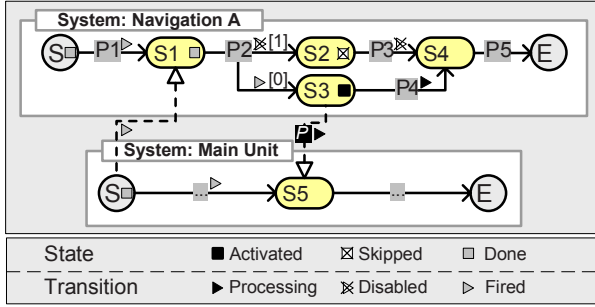 System: Navigation A
S P1 S1 P2 [1] S2 P3 S4 P5 E
[0] S3 P4
P
System: Main Unit
S ... S5 ... E
State Activated Skipped Done
Transition Processing Disabled Fired